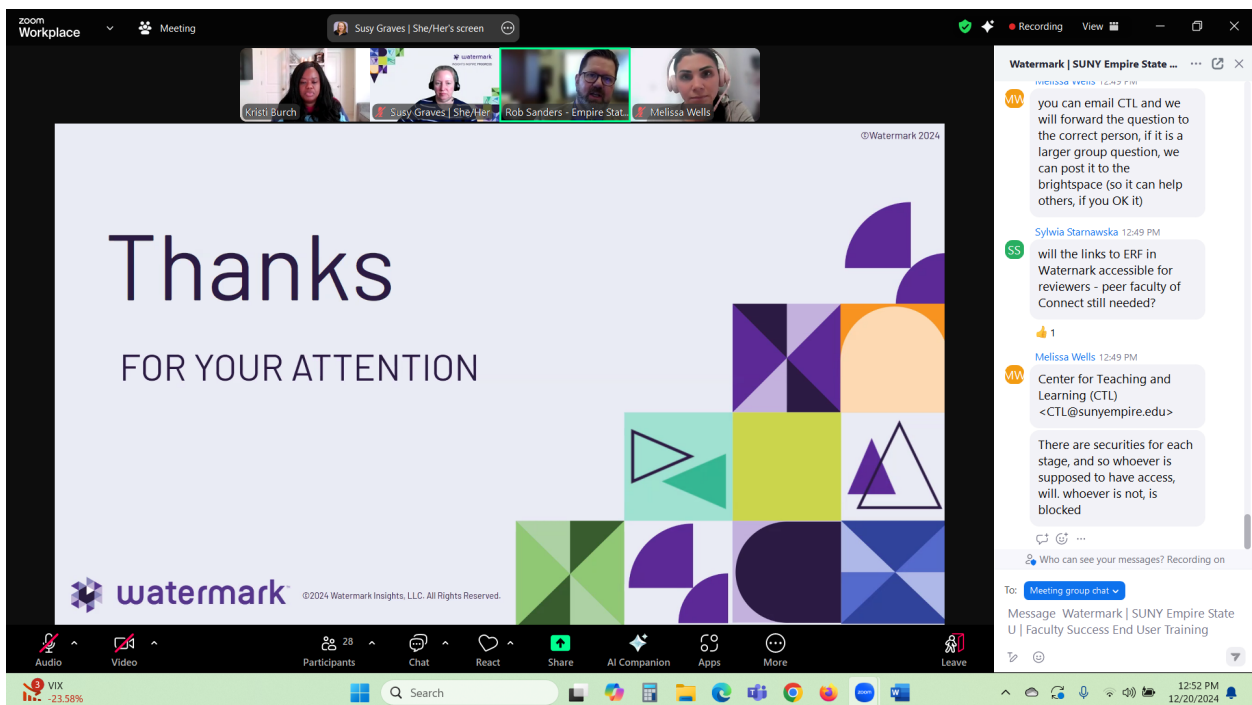 zoom
Workplace
Meeting
Susy Graves | She/Her's screen
Recording
View
Kristi Burch
Susy Graves | She/Her
Rob Sanders - Empire Stat...
Melissa Wells
©Watermark 2024
Thanks
FOR YOUR ATTENTION
watermark
©2024 Watermark Insights, LLC. All Rights Reserved.
Watermark | SUNY Empire State ...
Melissa Wells 12:49 PM
MW
you can email CTL and we
will forward the question to
the correct person, if it is a
larger group question, we
can post it to the
brightspace (so it can help
others, if you OK it)
Sylwia Starnawska 12:49 PM
SS
will the links to ERF in
Waternark accessible for
reviewers - peer faculty of
Connect still needed?
1
Melissa Wells 12:49 PM
MW
Center for Teaching and
Learning (CTL)
<CTL@sunyempire.edu>
There are securities for each
stage, and so whoever is
supposed to have access,
will. whoever is not, is
blocked
Who can see your messages? Recording on
To: Meeting group chat
Message Watermark | SUNY Empire State
U | Faculty Success End User Training
Audio
Video
28
Participants
Chat
React
Share
AI Companion
Apps
More
Leave
3
VIX
-23.58%
Search
zoom
12:52 PM
12/20/2024